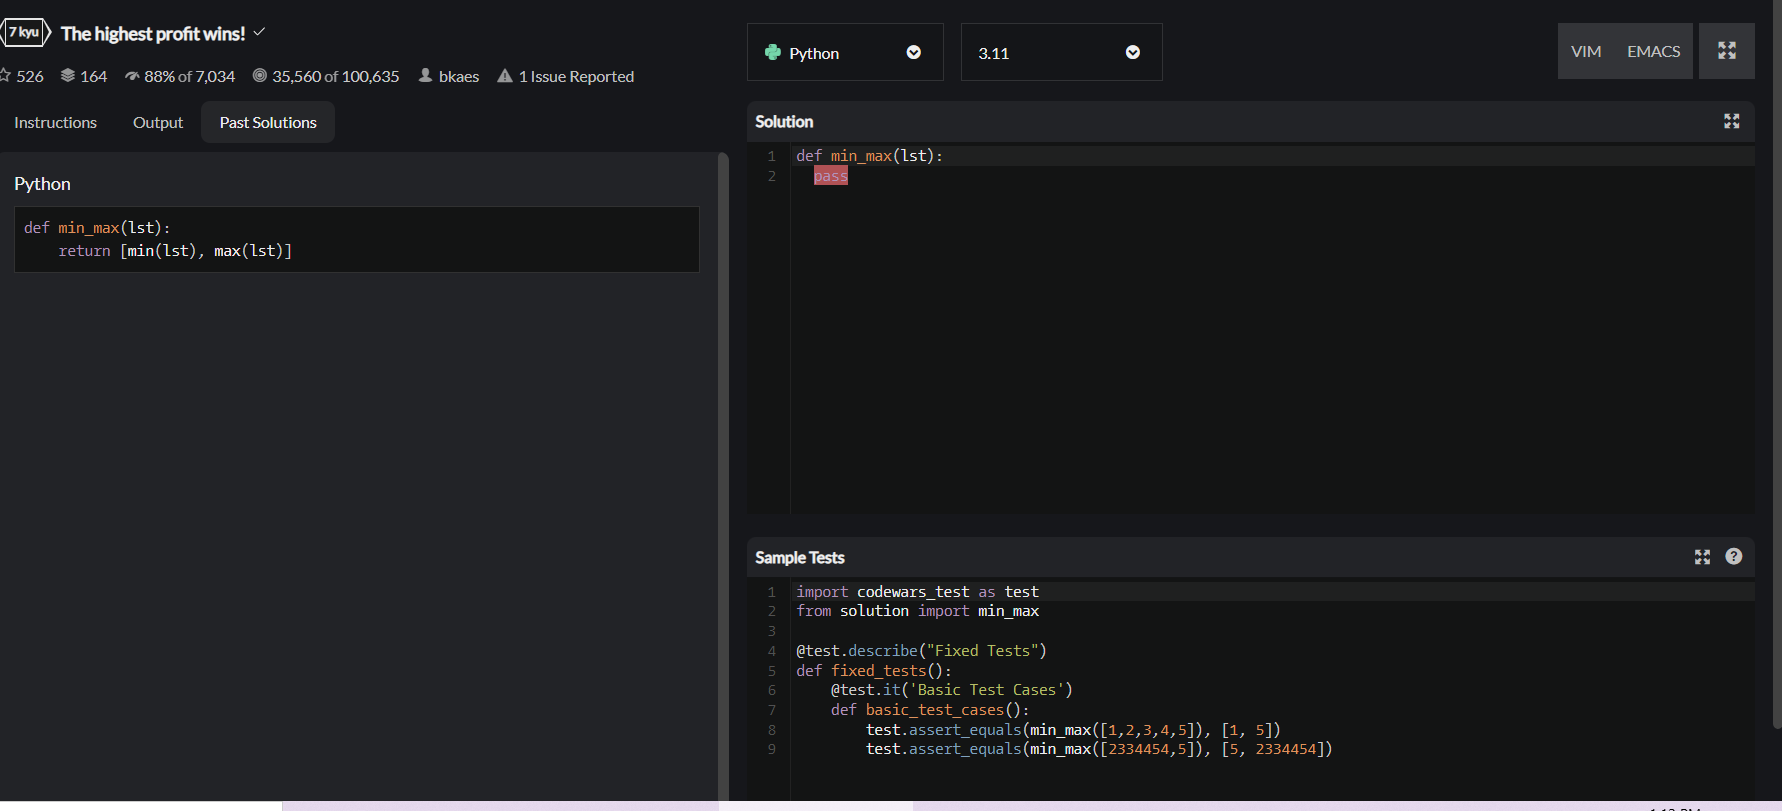 7 kyu The highest profit wins!
526 164 88% of 7,034 35,560 of 100,635 bkaes 1 Issue Reported
Instructions Output Past Solutions
Python
def min_max(lst):
    return [min(lst), max(lst)]
Python 3.11 VIM EMACS
Solution
1 def min_max(lst):
2   pass
Sample Tests ?
1 import codewars_test as test
2 from solution import min_max
3
4 @test.describe("Fixed Tests")
5 def fixed_tests():
6     @test.it('Basic Test Cases')
7     def basic_test_cases():
8         test.assert_equals(min_max([1,2,3,4,5]), [1, 5])
9         test.assert_equals(min_max([2334454,5]), [5, 2334454])